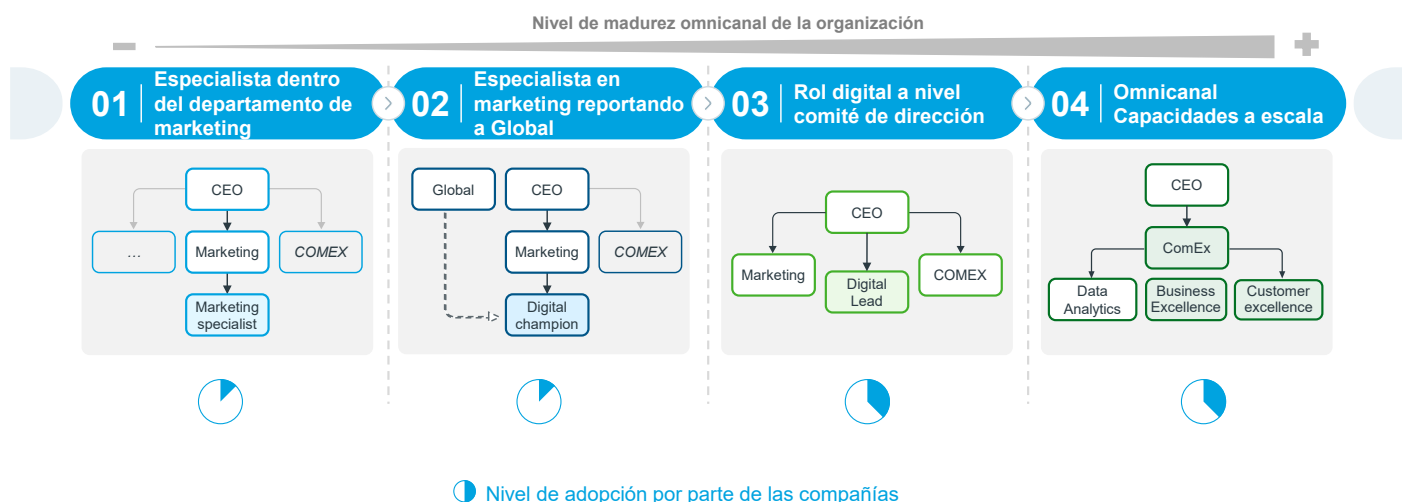 Nivel de madurez omnicanal de la organización
01
Especialista dentro
del departamento de
marketing
02
Especialista en
marketing reportando
a Global
03
Rol digital a nivel
comité de dirección
04
Omnicanal
Capacidades a escala
CEO
...
Marketing
COMEX
Marketing
specialist
Global
CEO
Marketing
COMEX
Digital
champion
CEO
Marketing
Digital
Lead
COMEX
CEO
ComEx
Data
Analytics
Business
Excellence
Customer
excellence
Nivel de adopción por parte de las compañías